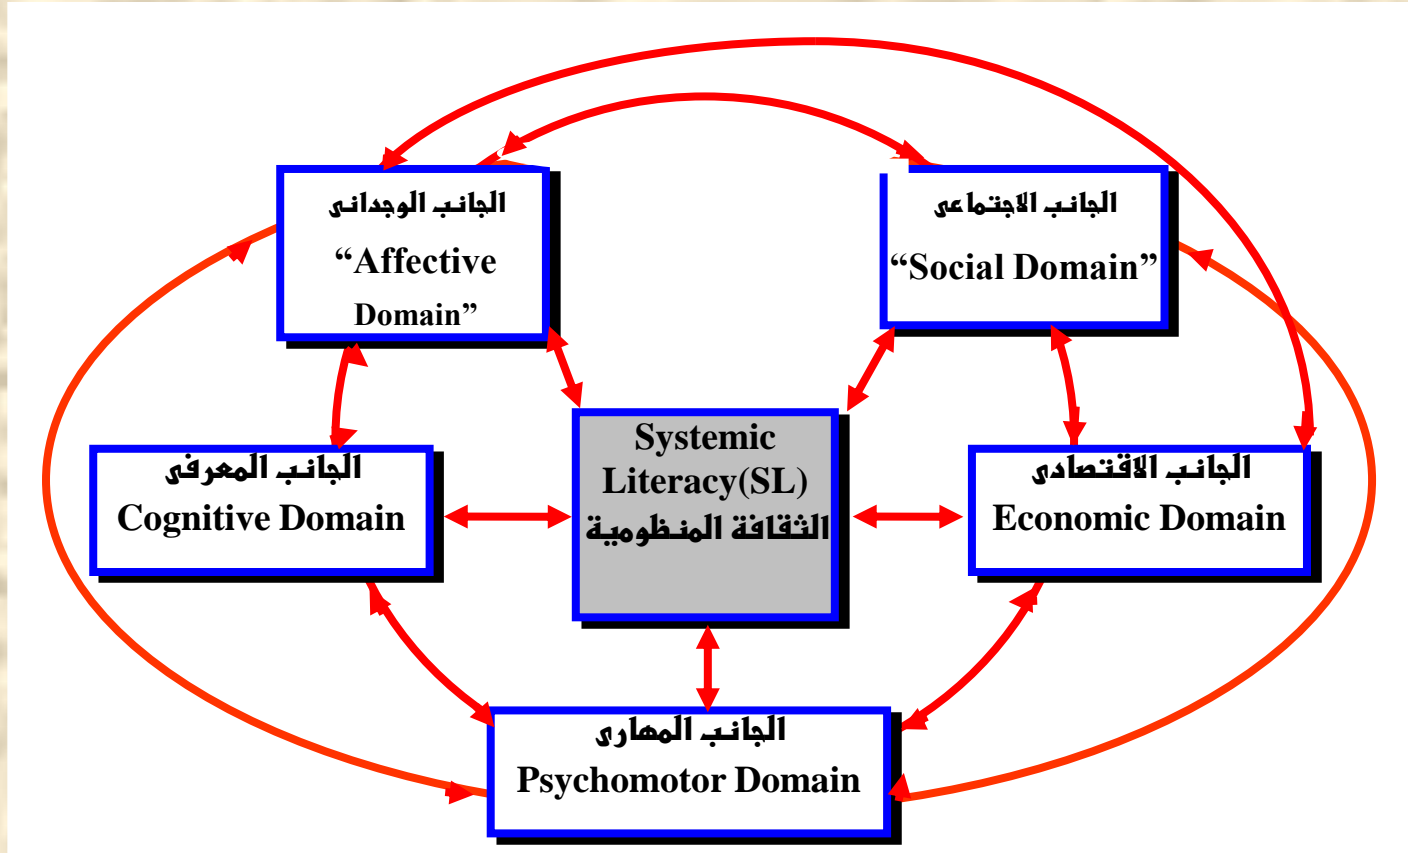 الجانب الوجدانى
“Affective
Domain”
الجانب الاجتماعى
“Social Domain”
الجانب المعرفى
Cognitive Domain
Systemic
Literacy(SL)
الثقافة المنظومية
الجانب الاقتصادى
Economic Domain
الجانب المهارى
Psychomotor Domain